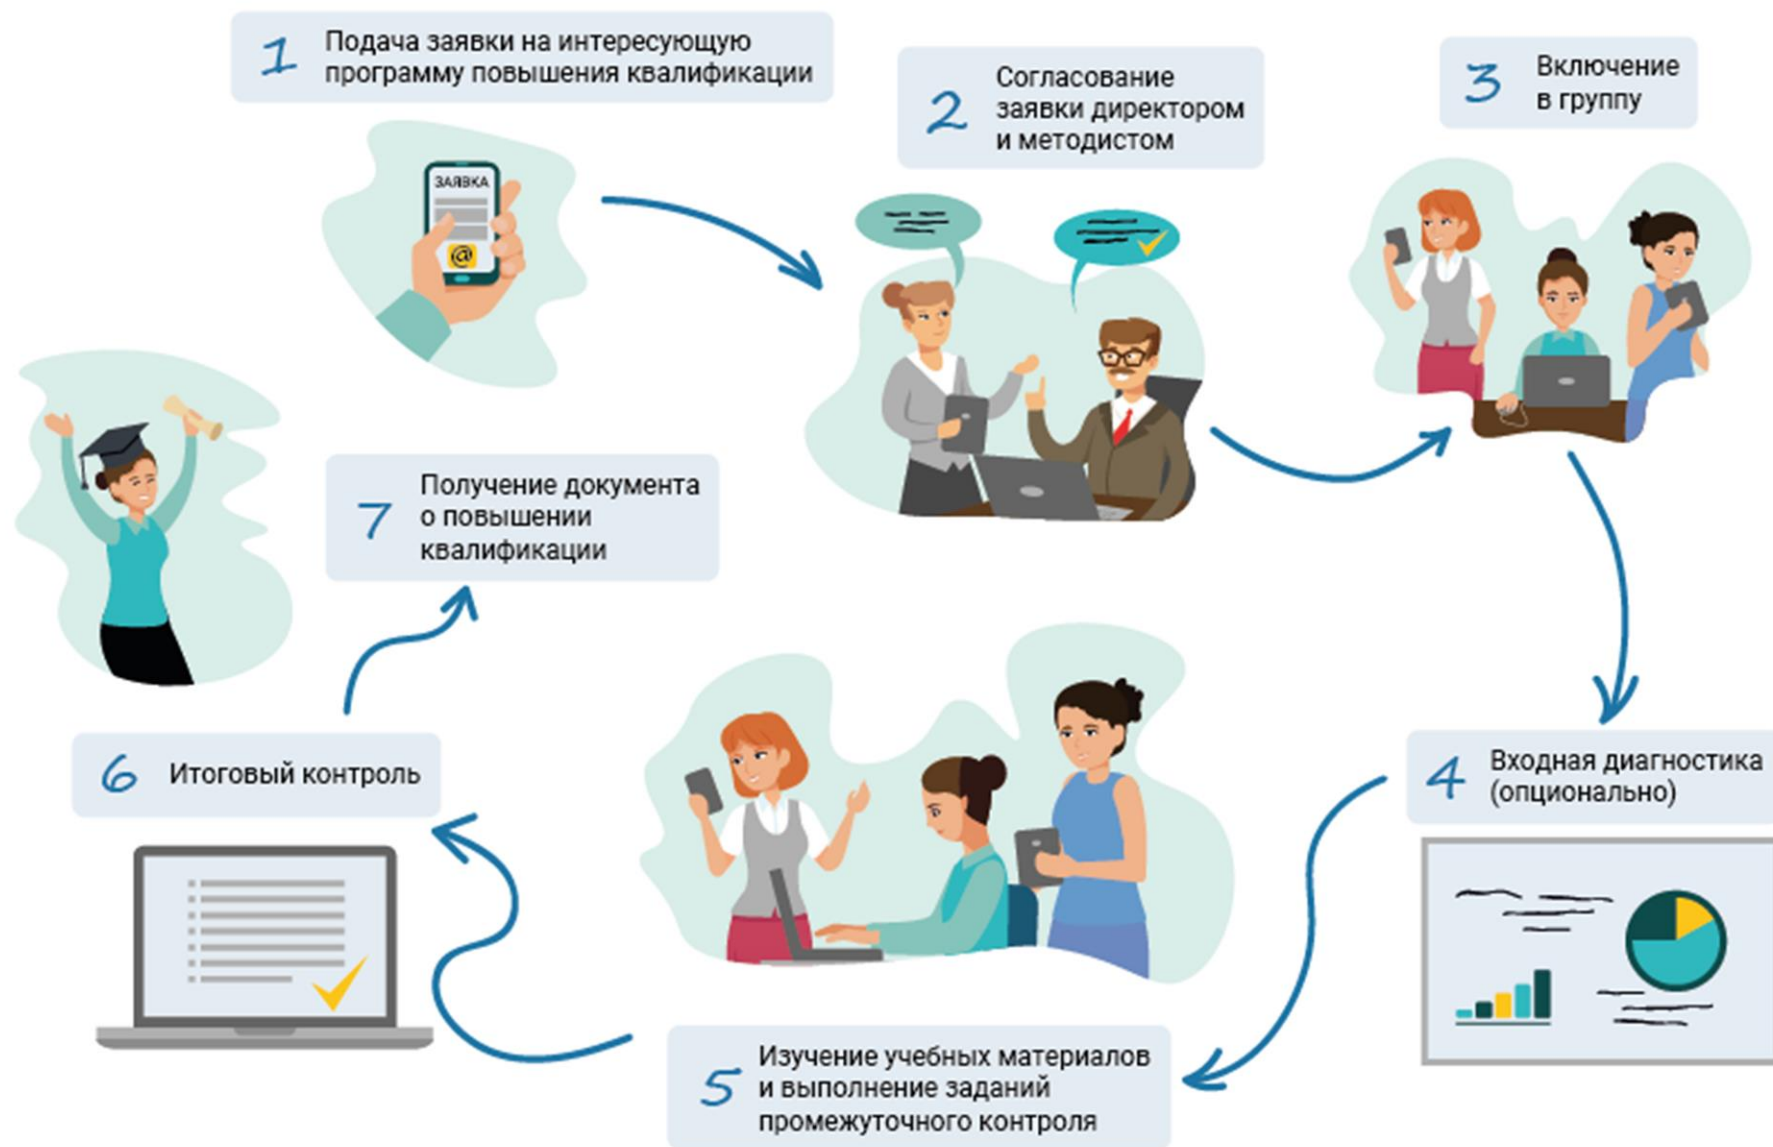 1
Подача заявки на интересующую
программу повышения квалификации
ЗАЯВКА
@
2
Согласование
заявки директором
и методистом
3
Включение
в группу
4
Входная диагностика
(опционально)
5
Изучение учебных материалов
и выполнение заданий
промежуточного контроля
6
Итоговый контроль
7
Получение документа
о повышении
квалификации